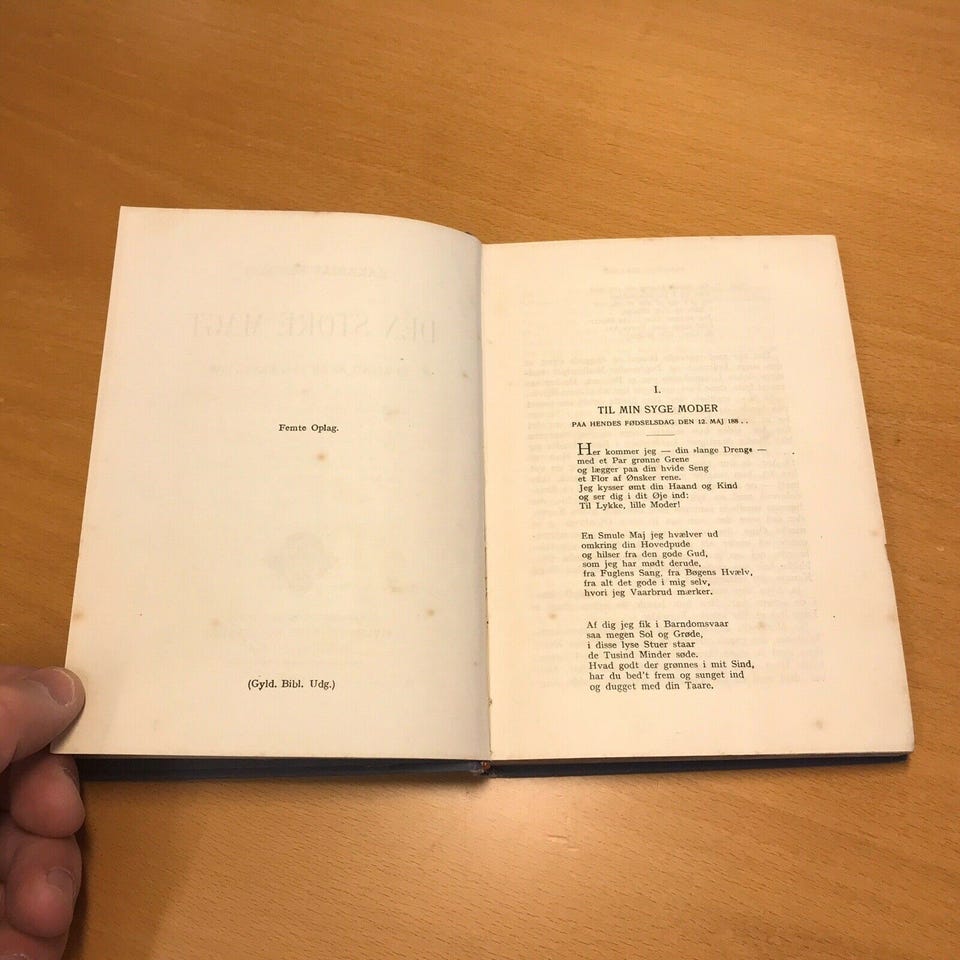 Femte Oplag.
(Gyld. Bibl. Udg.)
I.
TIL MIN SYGE MODER
PAA HENDES FØDSELSDAG DEN 12. MAJ 188 . .
Her kommer jeg — din »lange Dreng« —
med et Par grønne Grene
og lægger paa din hvide Seng
et Flor af Ønsker rene.
Jeg kysser ømt din Haand og Kind
og ser dig i dit Øje ind:
Til Lykke, lille Moder!
En Smule Maj jeg hvælver ud
omkring din Hovedpude
og hilser fra den gode Gud,
som jeg har mødt derude,
fra Fuglens Sang, fra Bøgens Hvælv,
fra alt det gode i mig selv,
hvori jeg Vaarbrud mærker.
Af dig jeg fik i Barndomsvaar
saa megen Sol og Grøde,
i disse lyse Stuer staar
de Tusind Minder søde.
Hvad godt der grønnes i mit Sind,
har du bed't frem og sunget ind
og dugget med din Taare.